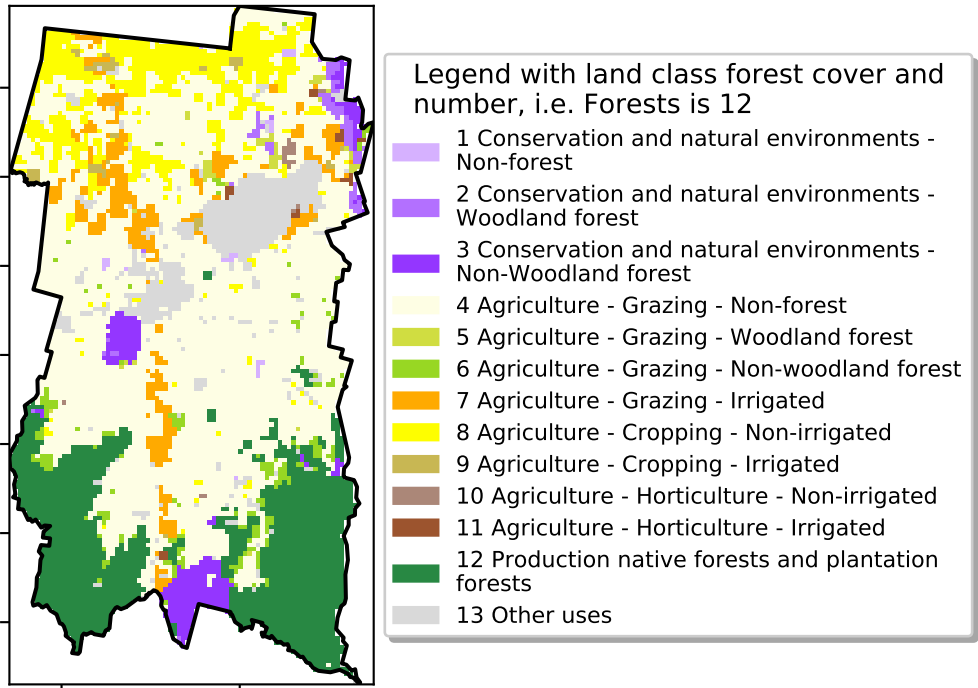 Legend with land class forest cover and
number, i.e. Forests is 12
1 Conservation and natural environments -
Non-forest
2 Conservation and natural environments -
Woodland forest
3 Conservation and natural environments -
Non-Woodland forest
4 Agriculture - Grazing - Non-forest
5 Agriculture - Grazing - Woodland forest
6 Agriculture - Grazing - Non-woodland forest
7 Agriculture - Grazing - Irrigated
8 Agriculture - Cropping - Non-irrigated
9 Agriculture - Cropping - Irrigated
10 Agriculture - Horticulture - Non-irrigated
11 Agriculture - Horticulture - Irrigated
12 Production native forests and plantation
forests
13 Other uses